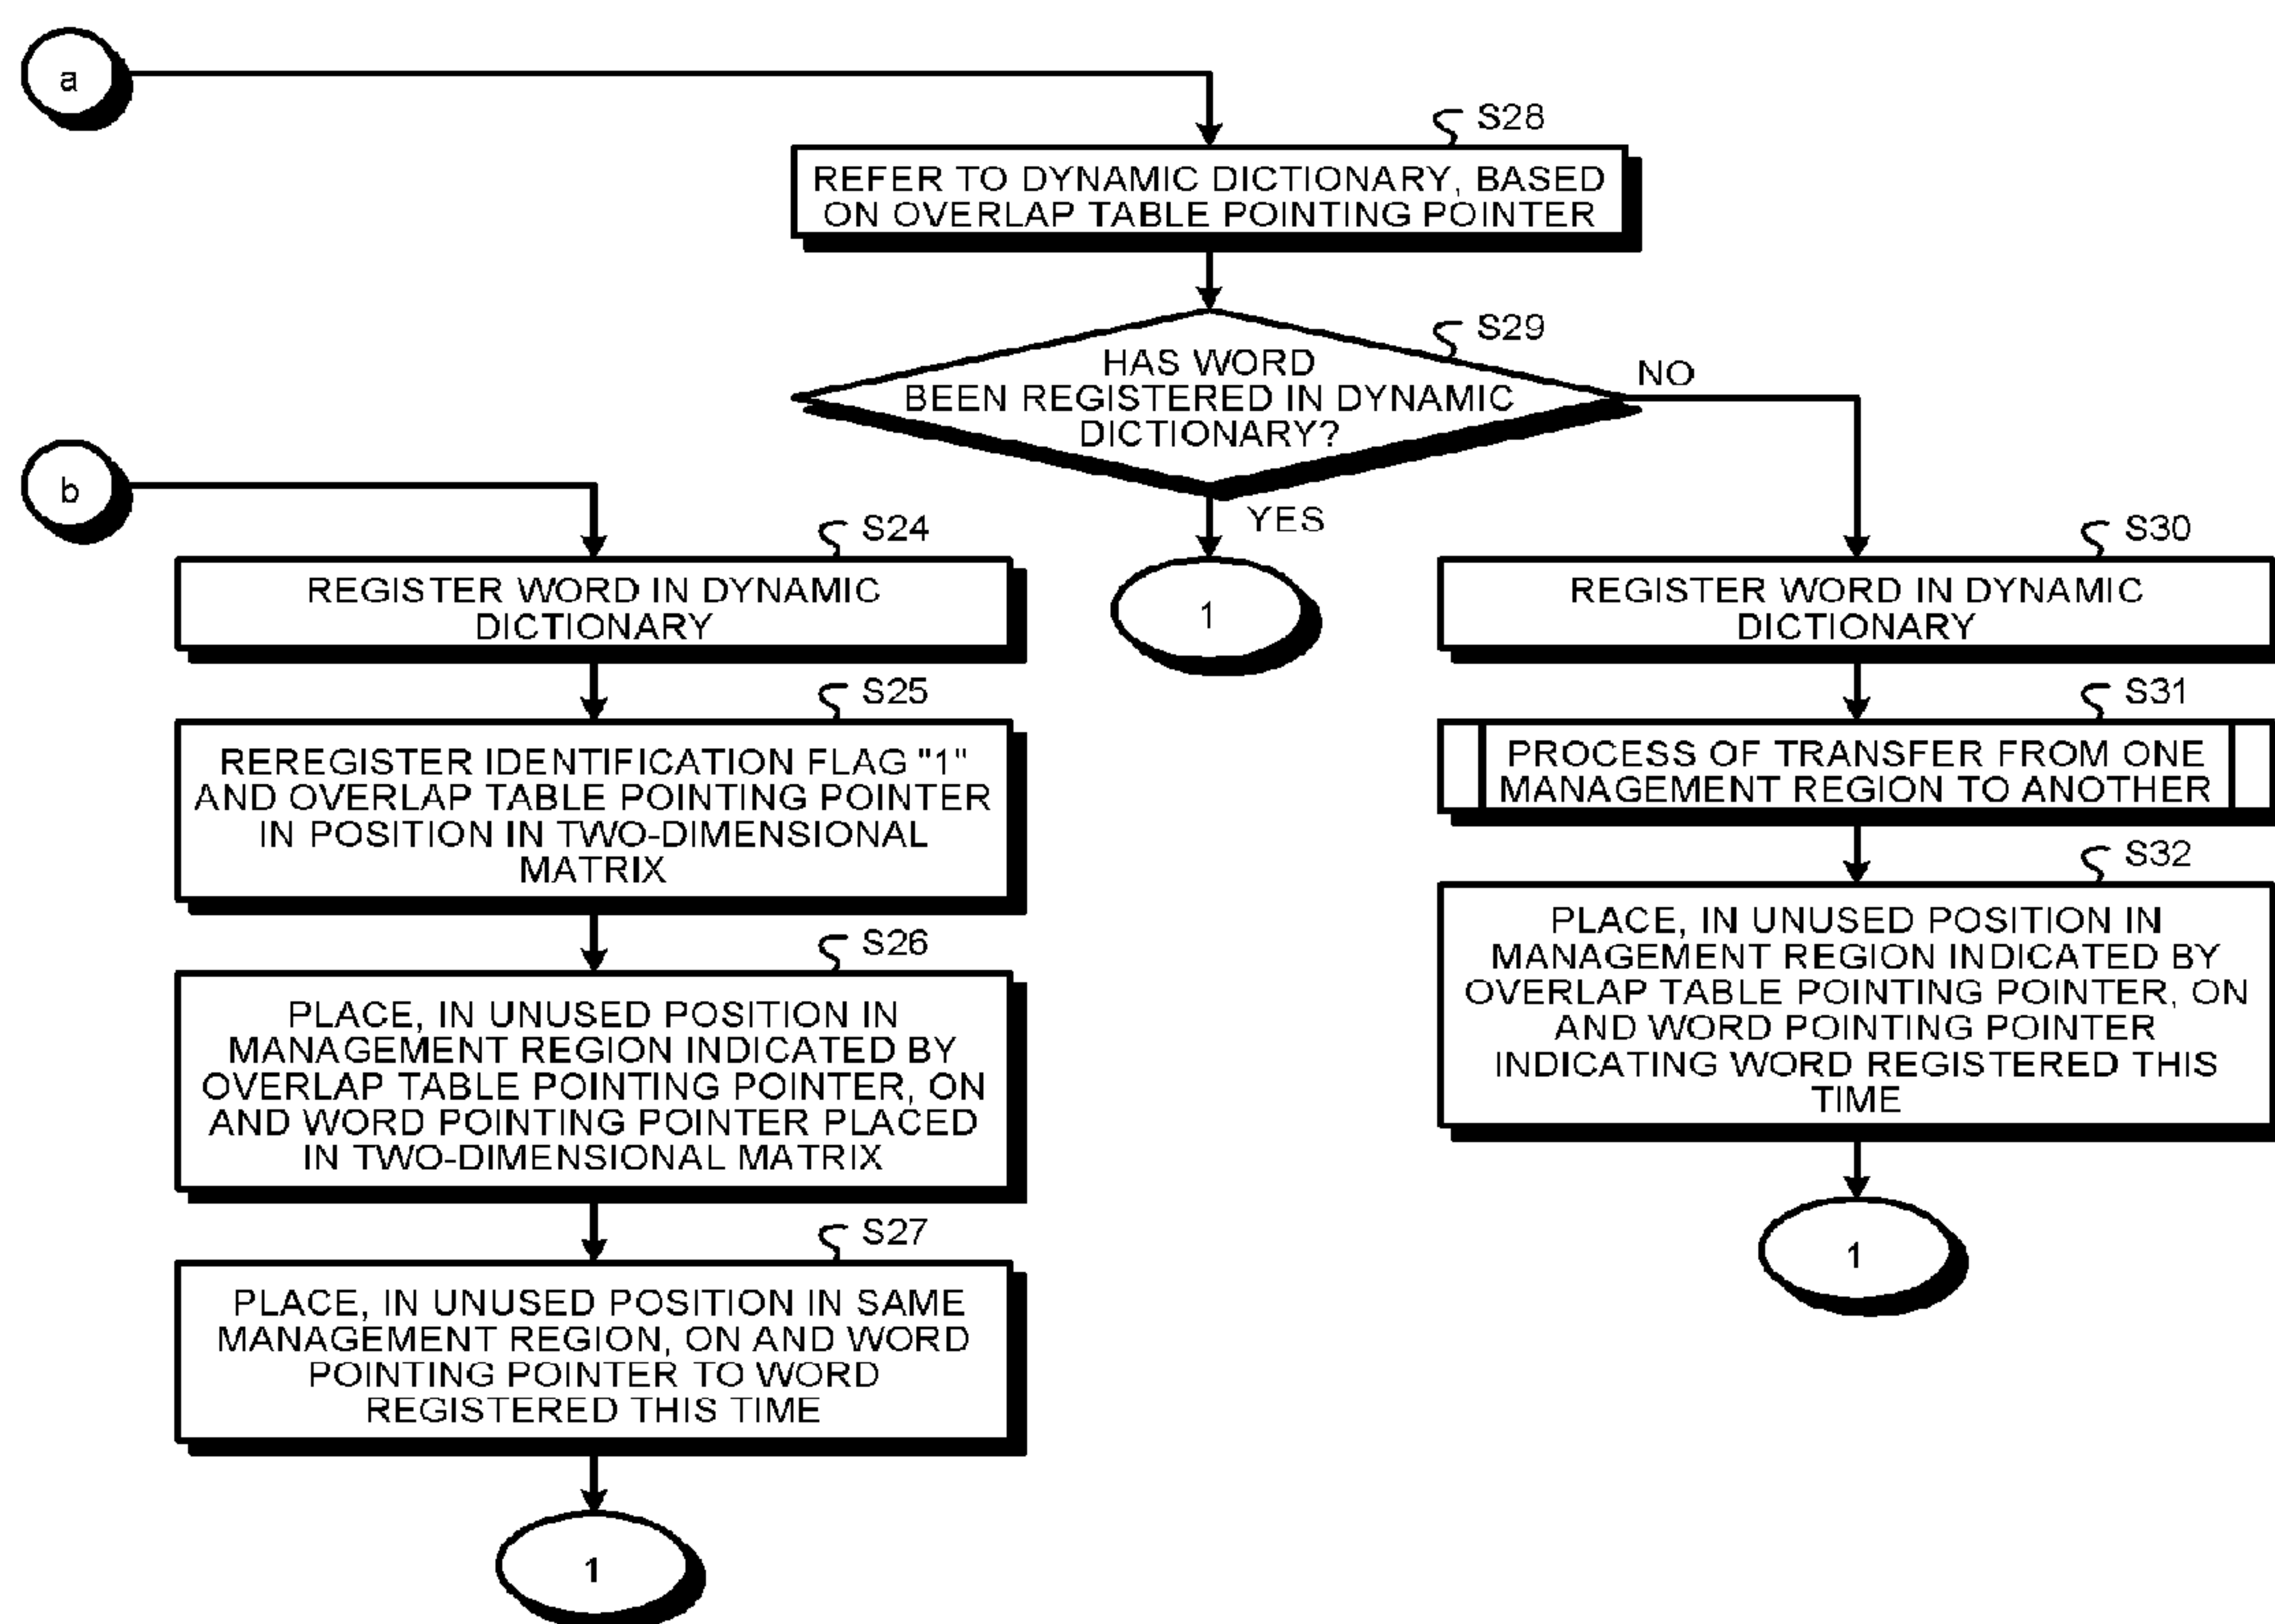 a
S28
REFER TO DYNAMIC DICTIONARY, BASED
ON OVERLAP TABLE POINTING POINTER
S29
HAS WORD
BEEN REGISTERED IN DYNAMIC
DICTIONARY?
NO
YES
1
b
S24
REGISTER WORD IN DYNAMIC
DICTIONARY
S25
REREGISTER IDENTIFICATION FLAG "1"
AND OVERLAP TABLE POINTING POINTER
IN POSITION IN TWO-DIMENSIONAL
MATRIX
S26
PLACE, IN UNUSED POSITION IN
MANAGEMENT REGION INDICATED BY
OVERLAP TABLE POINTING POINTER, ON
AND WORD POINTING POINTER PLACED
IN TWO-DIMENSIONAL MATRIX
S27
PLACE, IN UNUSED POSITION IN SAME
MANAGEMENT REGION, ON AND WORD
POINTING POINTER TO WORD
REGISTERED THIS TIME
1
S30
REGISTER WORD IN DYNAMIC
DICTIONARY
S31
PROCESS OF TRANSFER FROM ONE
MANAGEMENT REGION TO ANOTHER
S32
PLACE, IN UNUSED POSITION IN
MANAGEMENT REGION INDICATED BY
OVERLAP TABLE POINTING POINTER, ON
AND WORD POINTING POINTER
INDICATING WORD REGISTERED THIS
TIME
1